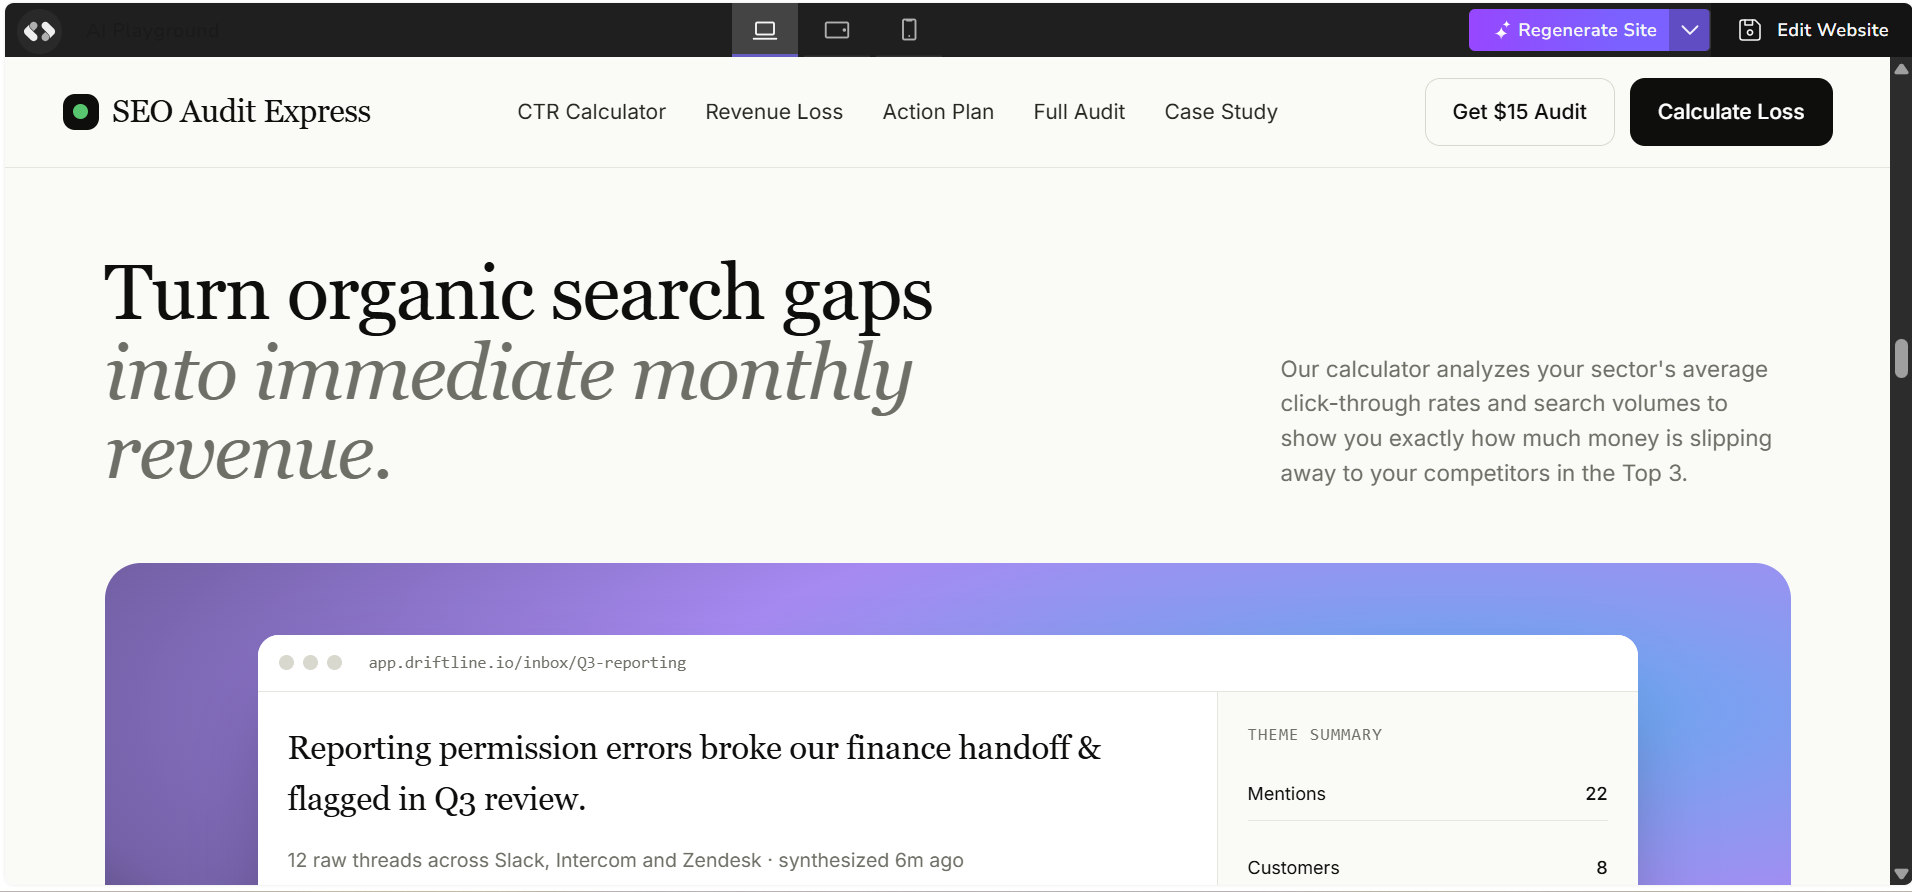 AI Playground
Regenerate Site
Edit Website
SEO Audit Express
CTR Calculator
Revenue Loss
Action Plan
Full Audit
Case Study
Get $15 Audit
Calculate Loss
Turn organic search gaps
into immediate monthly
revenue.
Our calculator analyzes your sector's average
click-through rates and search volumes to
show you exactly how much money is slipping
away to your competitors in the Top 3.
app.driftline.io/inbox/Q3-reporting
Reporting permission errors broke our finance handoff &
flagged in Q3 review.
12 raw threads across Slack, Intercom and Zendesk · synthesized 6m ago
THEME SUMMARY
Mentions 22
Customers 8